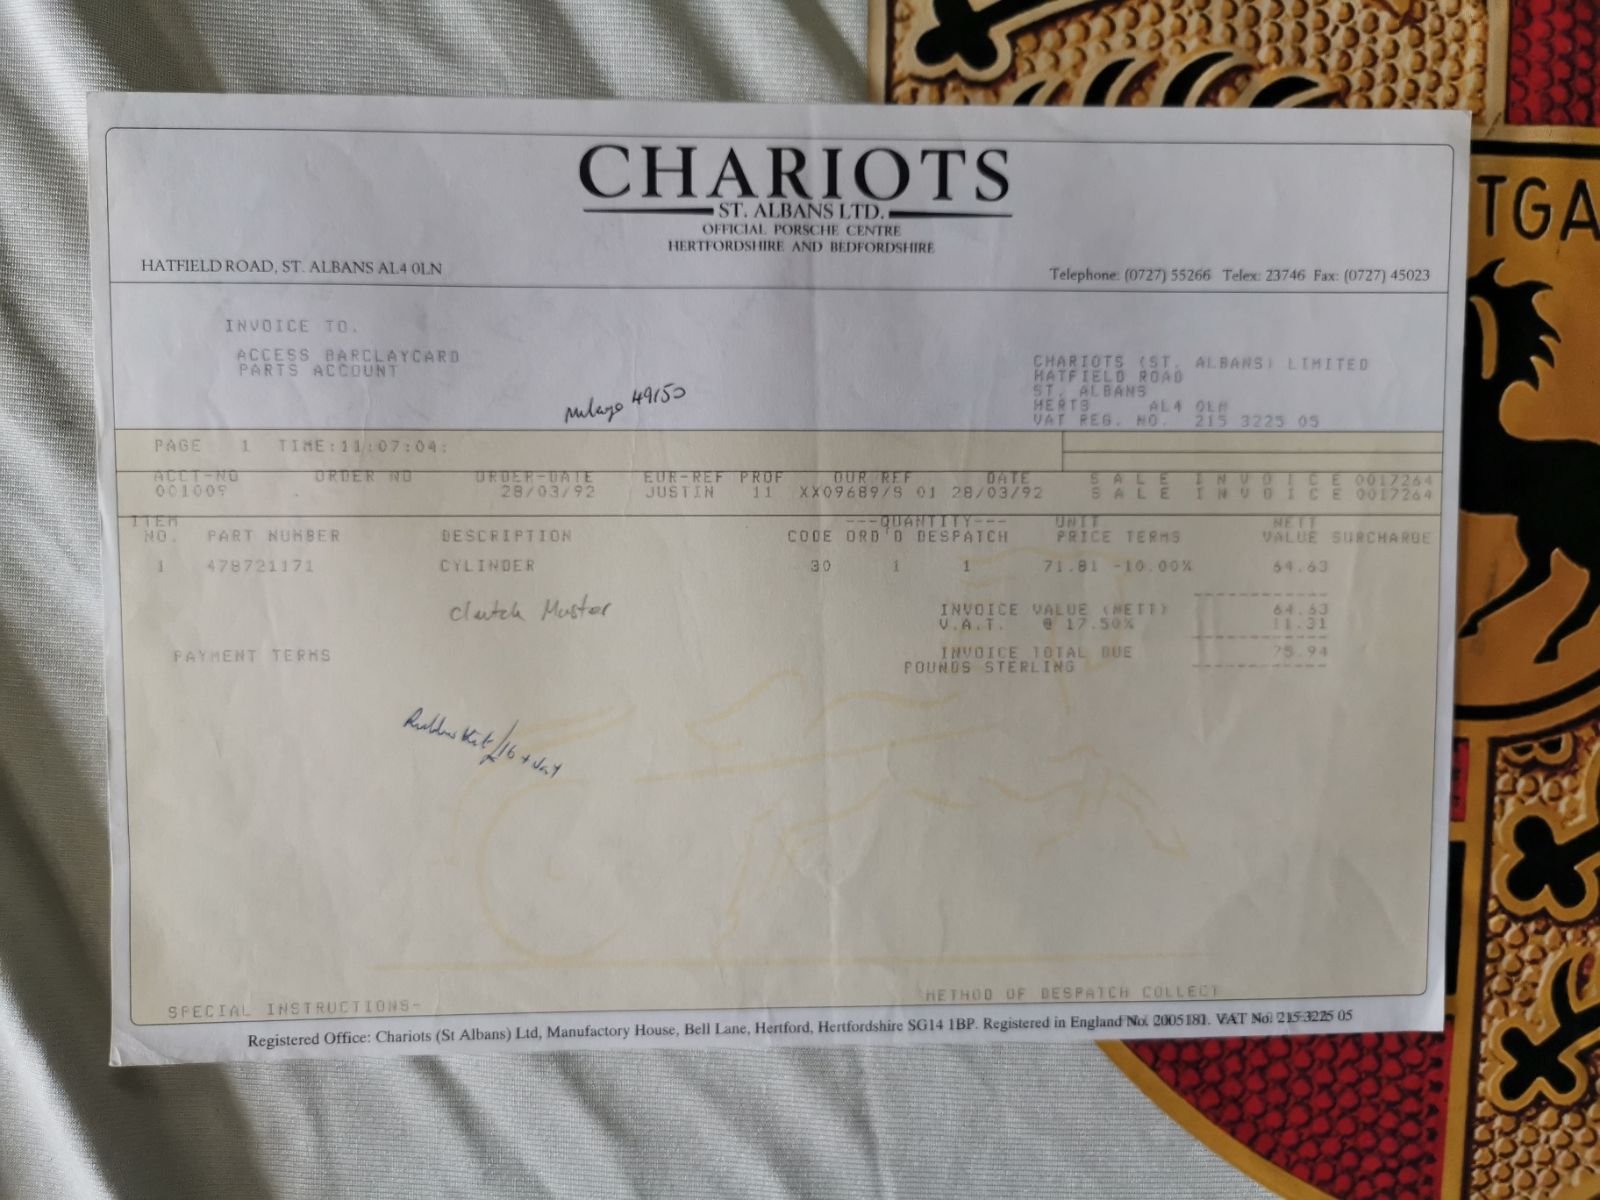 CHARIOTS
ST. ALBANS LTD.
OFFICIAL PORSCHE CENTRE
HERTFORDSHIRE AND BEDFORDSHIRE
HATFIELD ROAD, ST. ALBANS AL4 0LN
Telephone: (0727) 55266 Telex: 23746 Fax: (0727) 45023
INVOICE TO.
ACCESS BARCLAYCARD
PARTS ACCOUNT
49150
CHARIOTS (ST. ALBANS) LIMITED
HATFIELD ROAD
ST. ALBANS
HERTS AL4 0LN
VAT REG. NO. 215 3225 05
PAGE 1 TIME:11:07:04:
ACCT-NO ORDER NO ORDER-DATE EUR-REF PROF OUR/REF DATE SALE INVOICE 0017264
001009 . 28/03/92 JUSTIN 11 XX09689/S 01 28/03/92 SALE INVOICE 0017264
ITEM ---QUANTITY--- UNIT NETT
NO. PART NUMBER DESCRIPTION CODE ORD'D DESPATCH PRICE TERMS VALUE SURCHARGE
1 478721171 CYLINDER 30 1 1 71.81 -10.00% 64.63
Clutch Master
INVOICE VALUE (NETT) 64.63
V.A.T. @ 17.50% 11.31
PAYMENT TERMS
INVOICE TOTAL DUE 75.94
POUNDS STERLING
£16 + vat
SPECIAL INSTRUCTIONS-
METHOD OF DESPATCH COLLECT
Registered Office: Chariots (St Albans) Ltd, Manufactory House, Bell Lane, Hertford, Hertfordshire SG14 1BP. Registered in England No. 2005181. VAT No. 215 3225 05
TGA